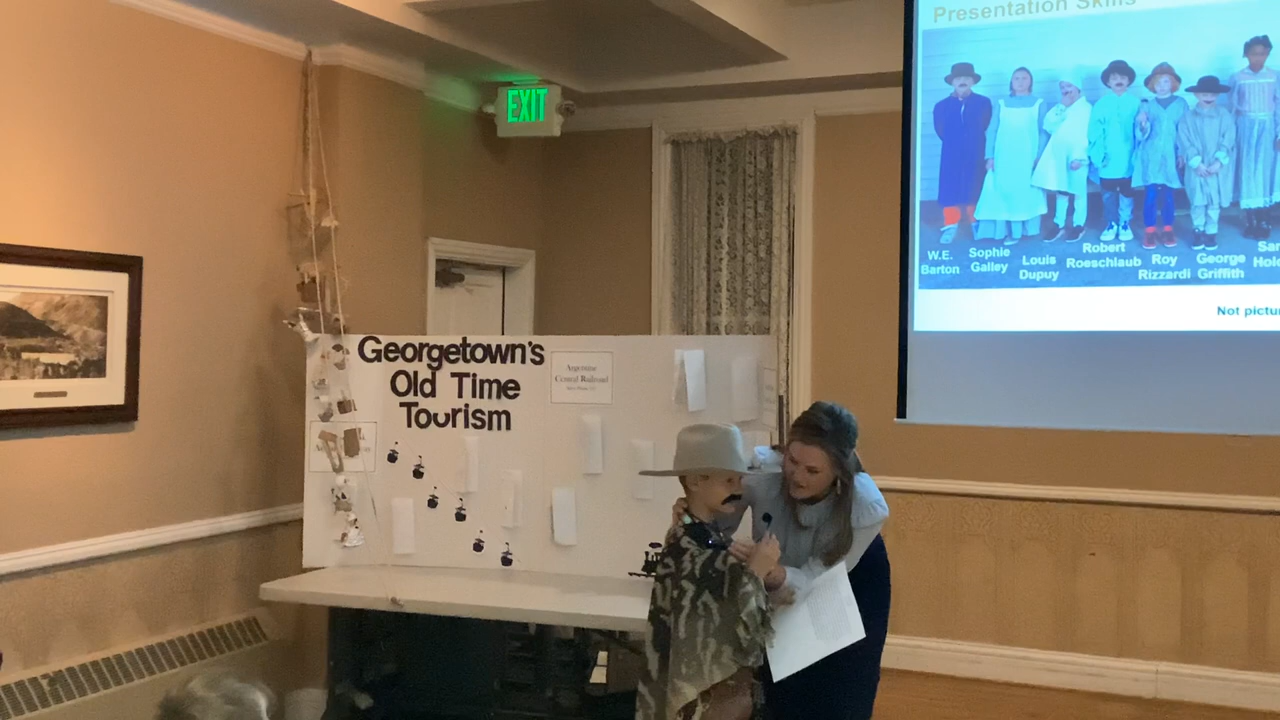 Presentation Skills
EXIT
W.E.
Barton
Sophie
Galley
Louis
Dupuy
Robert
Roeschlaub
Roy
Rizzardi
George
Griffith
Not pictu
Georgetown's
Old Time
Tourism
Argentine
Central Railroad